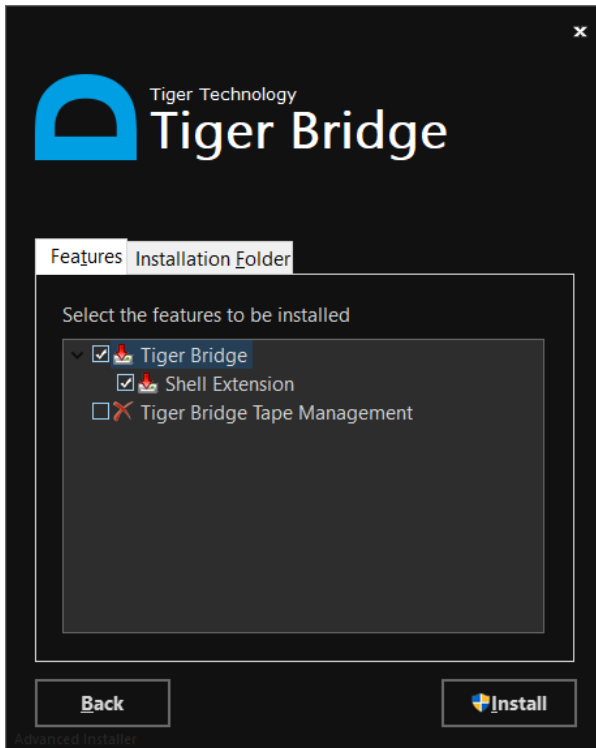 x
Tiger Technology
Tiger Bridge
Features Installation Folder
Select the features to be installed
Tiger Bridge
Shell Extension
Tiger Bridge Tape Management
Back Install
Advanced Installer